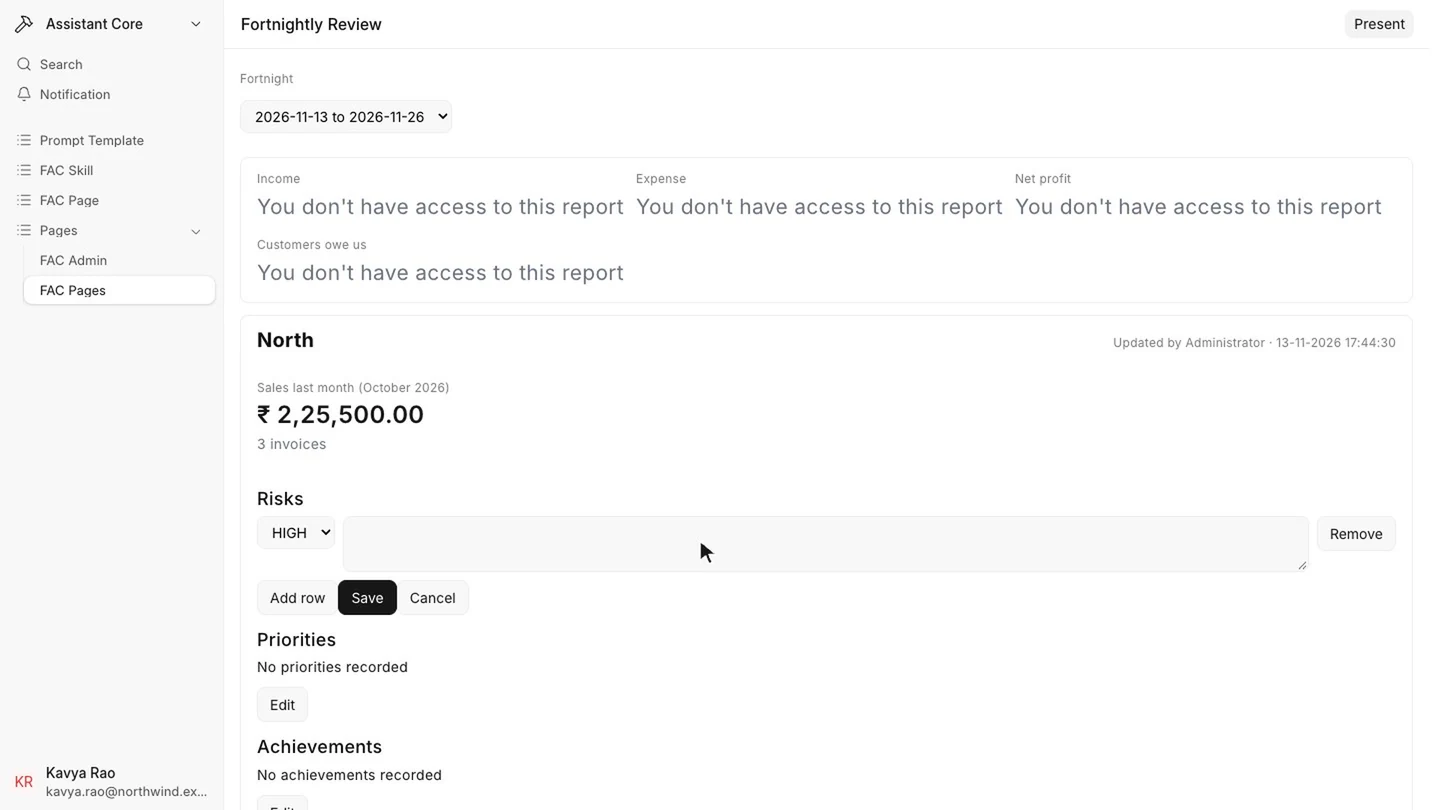 Assistant Core
Search
Notification
Prompt Template
FAC Skill
FAC Page
Pages
FAC Admin
FAC Pages
KR
Kavya Rao
kavya.rao@northwind.ex...
Fortnightly Review
Present
Fortnight
2026-11-13 to 2026-11-26
Income
You don't have access to this report
Expense
You don't have access to this report
Net profit
You don't have access to this report
Customers owe us
You don't have access to this report
North
Updated by Administrator · 13-11-2026 17:44:30
Sales last month (October 2026)
₹ 2,25,500.00
3 invoices
Risks
HIGH
Remove
Add row
Save
Cancel
Priorities
No priorities recorded
Edit
Achievements
No achievements recorded
Edit